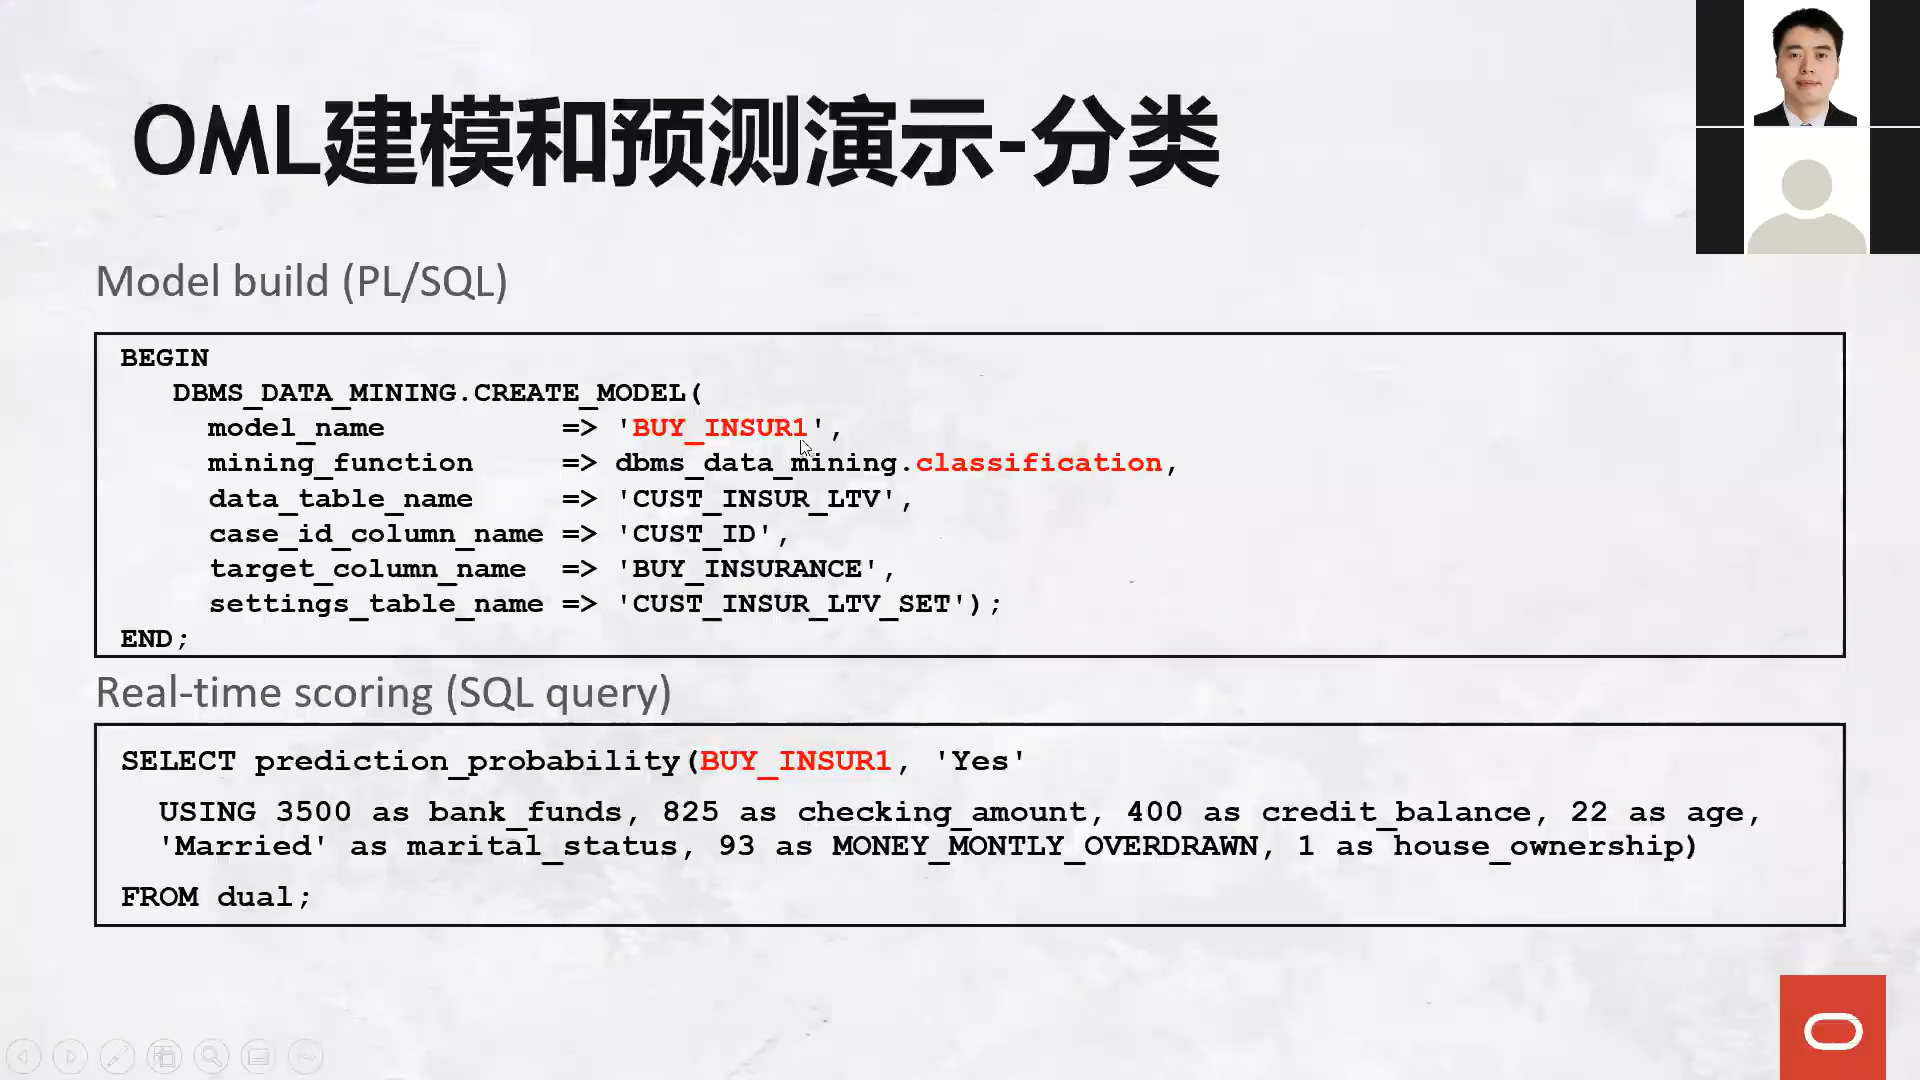 OML建模和预测演示-分类
Model build (PL/SQL)
BEGIN
DBMS_DATA_MINING.CREATE_MODEL(
model_name => 'BUY_INSUR1',
mining_function => dbms_data_mining.classification,
data_table_name => 'CUST_INSUR_LTV',
case_id_column_name => 'CUST_ID',
target_column_name => 'BUY_INSURANCE',
settings_table_name => 'CUST_INSUR_LTV_SET');
END;
Real-time scoring (SQL query)
SELECT prediction_probability(BUY_INSUR1, 'Yes'
USING 3500 as bank_funds, 825 as checking_amount, 400 as credit_balance, 22 as age,
'Married' as marital_status, 93 as MONEY_MONTLY_OVERDRAWN, 1 as house_ownership)
FROM dual;